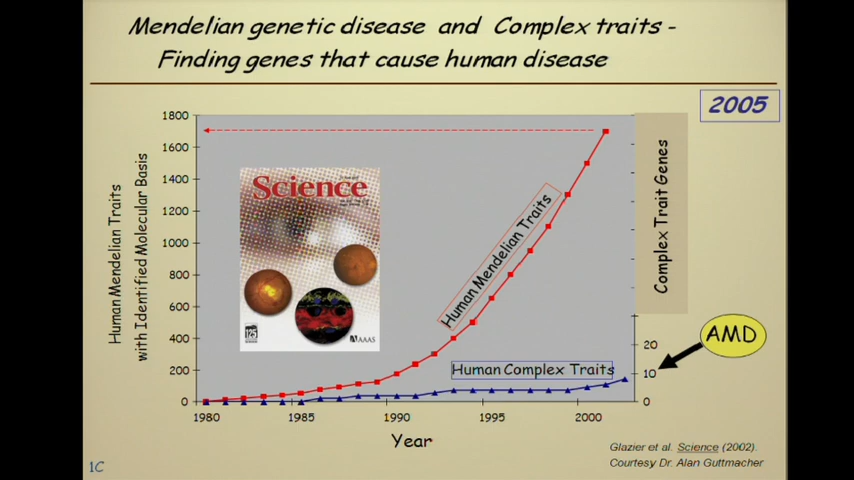 Mendelian genetic disease and Complex traits -
Finding genes that cause human disease
2005
1800
1600
1400
1200
1000
800
600
400
200
0
Human Mendelian Traits
with Identified Molecular Basis
Science
AAAS
Human Mendelian Traits
Human Complex Traits
Complex Trait Genes
20
10
0
AMD
1980
1985
1990
1995
2000
Year
Glazier et al. Science (2002).
Courtesy Dr. Alan Guttmacher
1C